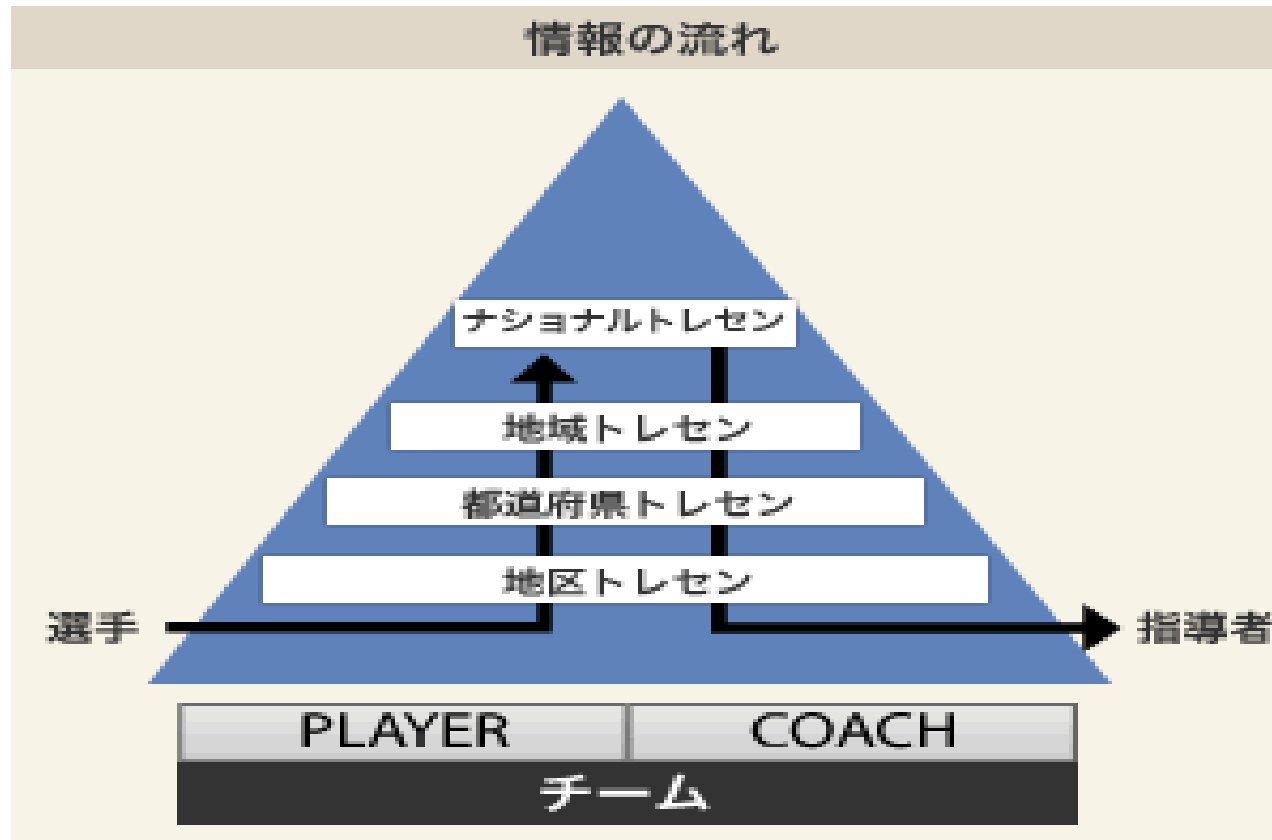 情報の流れ
ナショナルトレセン
地域トレセン
都道府県トレセン
地区トレセン
選手
指導者
PLAYER
COACH
チーム